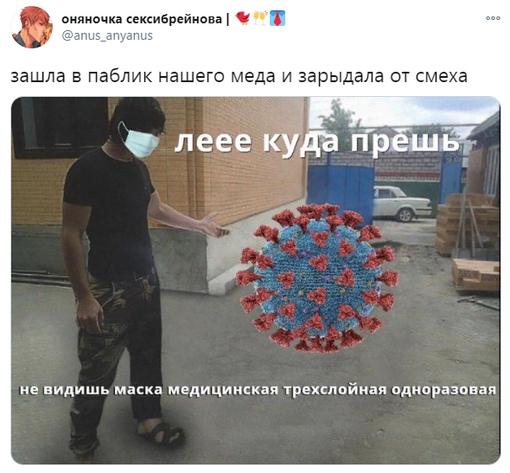 оняночка сексибрейнова |
@anus_anyanus
зашла в паблик нашего меда и зарыдала от смеха
леее куда прешь
не видишь маска медицинская трехслойная одноразовая